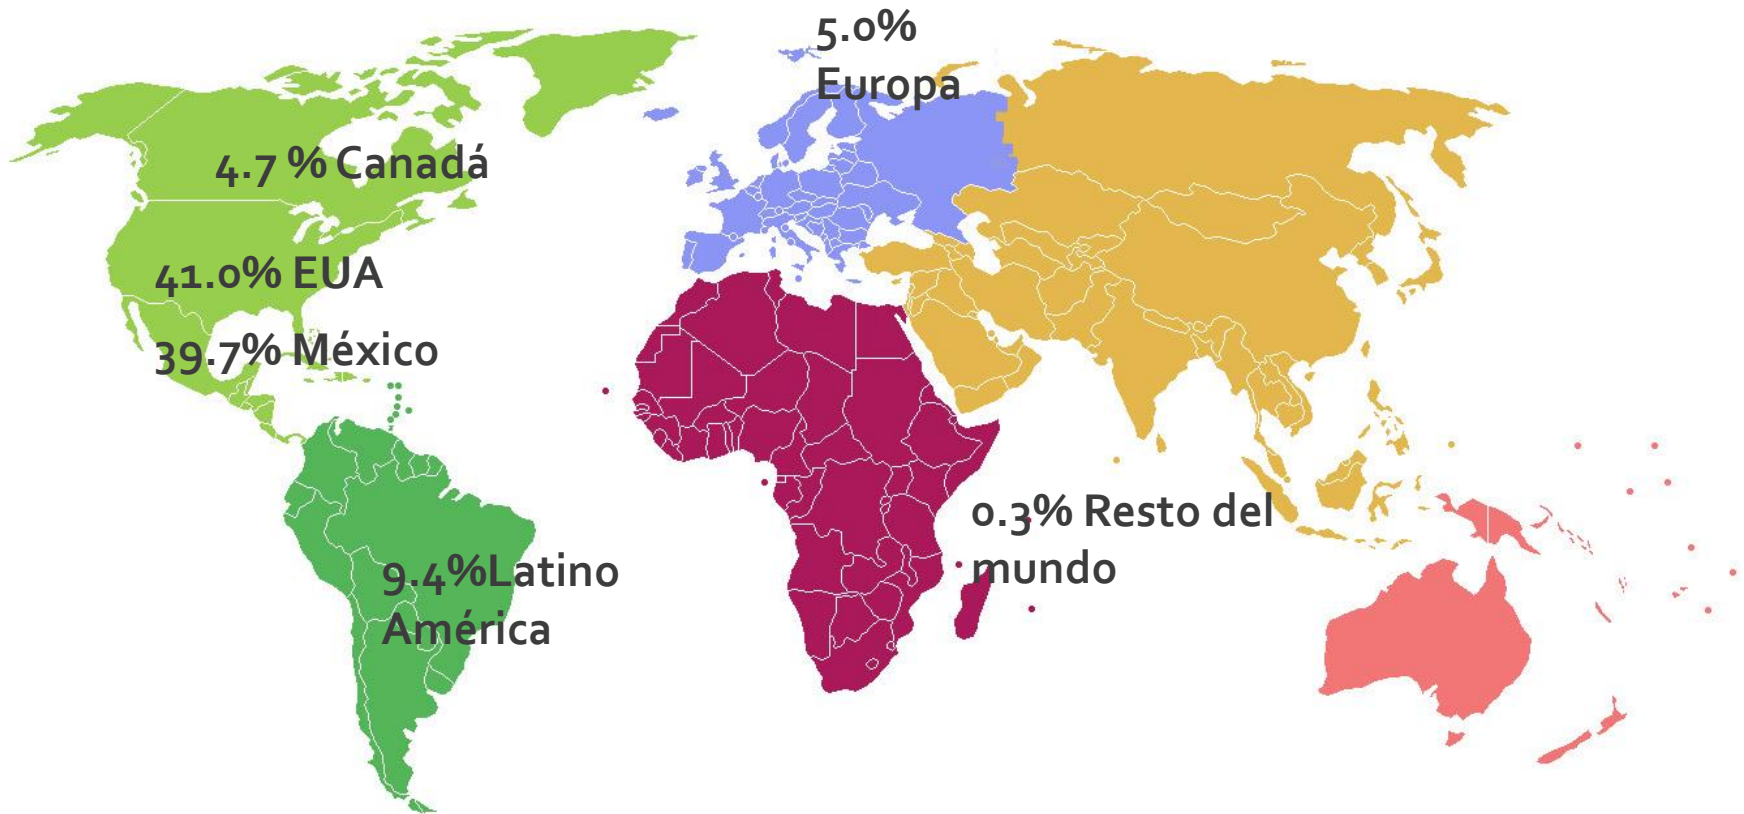 5.0%
Europa
4.7 % Canadá
41.0% EUA
39.7% México
0.3% Resto del
mundo
9.4%Latino
América